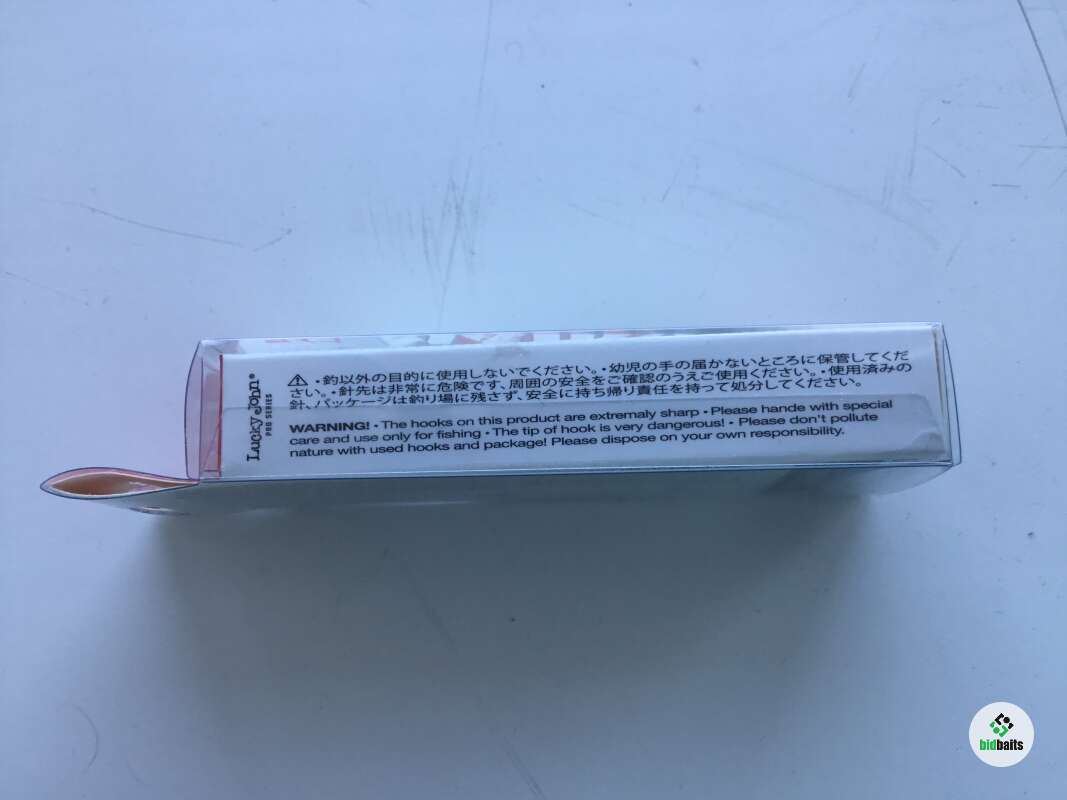 Lucky John
PRO SERIES
⚠ ・釣以外の目的に使用しないでください。・幼児の手の届かないところに保管してくだ
さい。・針先は非常に危険です、周囲の安全をご確認のうえご使用ください。・使用済みの
針、パッケージは釣り場に残さず、安全に持ち帰り責任を持って処分してください。
WARNING! • The hooks on this product are extremaly sharp • Please hande with special
care and use only for fishing • The tip of hook is very dangerous! • Please don't pollute
nature with used hooks and package! Please dispose on your own responsibility.
bidbaits